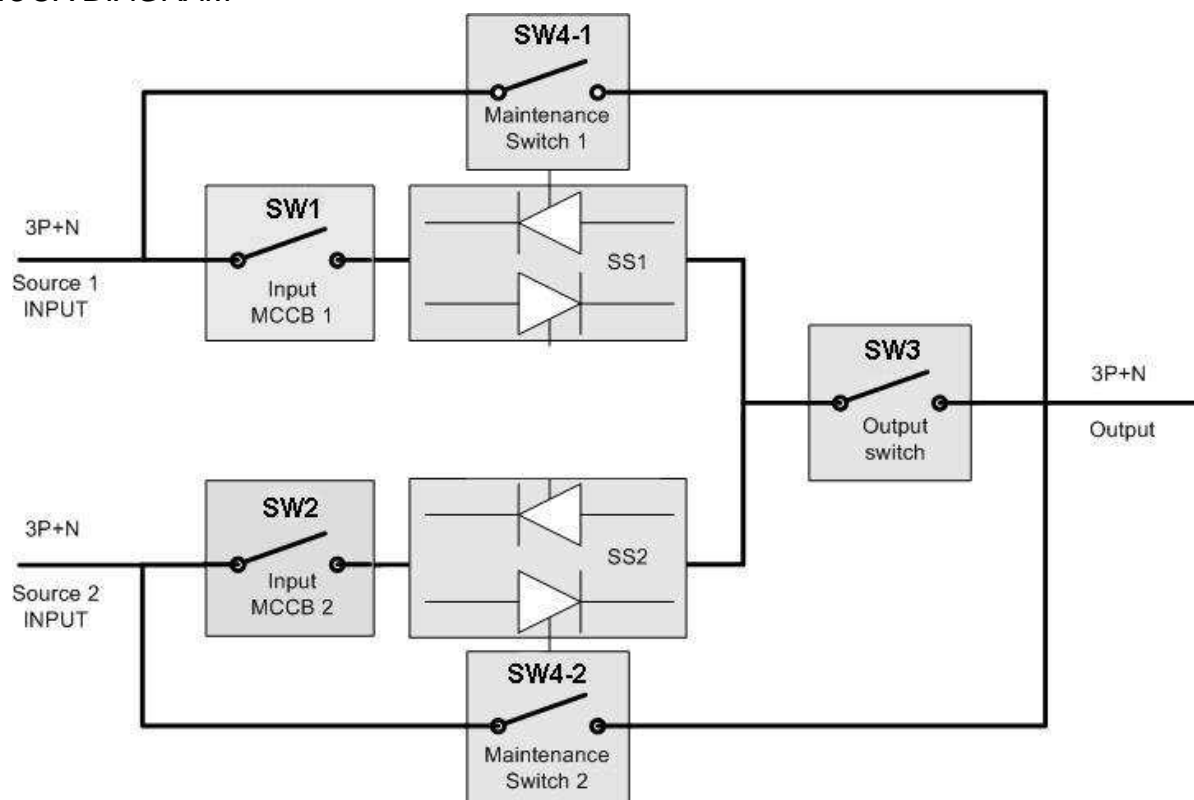 SW4-1
Maintenance
Switch 1
3P+N
Source 1
INPUT
SW1
Input
MCCB 1
SS1
SW3
Output
switch
3P+N
Output
3P+N
Source 2
INPUT
SW2
Input
MCCB 2
SS2
SW4-2
Maintenance
Switch 2